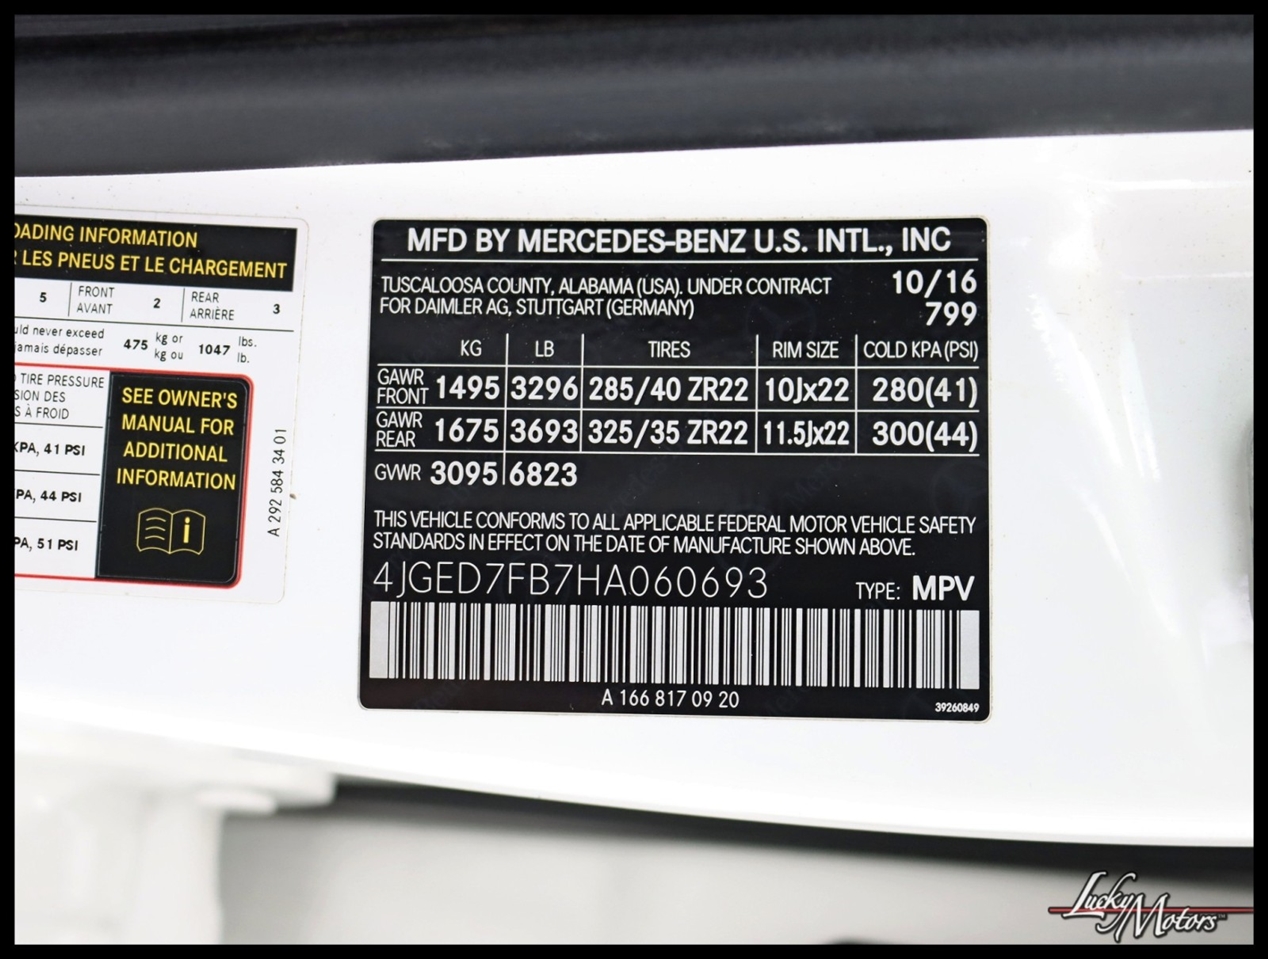 OADING INFORMATION
R LES PNEUS ET LE CHARGEMENT
5 FRONT AVANT 2 REAR ARRIÈRE 3
uld never exceed
jamais dépasser 475 kg or kg ou 1047 lbs. lb.
TIRE PRESSURE
SION DES
S À FROID
KPA, 41 PSI
PA, 44 PSI
PA, 51 PSI
SEE OWNER'S
MANUAL FOR
ADDITIONAL
INFORMATION
i
A 292 584 34 01
MFD BY MERCEDES-BENZ U.S. INTL., INC
TUSCALOOSA COUNTY, ALABAMA (USA). UNDER CONTRACT 10/16
FOR DAIMLER AG, STUTTGART (GERMANY) 799
KG LB TIRES RIM SIZE COLD KPA (PSI)
GAWR FRONT 1495 3296 285/40 ZR22 10Jx22 280(41)
GAWR REAR 1675 3693 325/35 ZR22 11.5Jx22 300(44)
GVWR 3095 6823
THIS VEHICLE CONFORMS TO ALL APPLICABLE FEDERAL MOTOR VEHICLE SAFETY
STANDARDS IN EFFECT ON THE DATE OF MANUFACTURE SHOWN ABOVE.
4JGED7FB7HA060693 TYPE: MPV
A 166 817 09 20
39260849
Lucky Motors